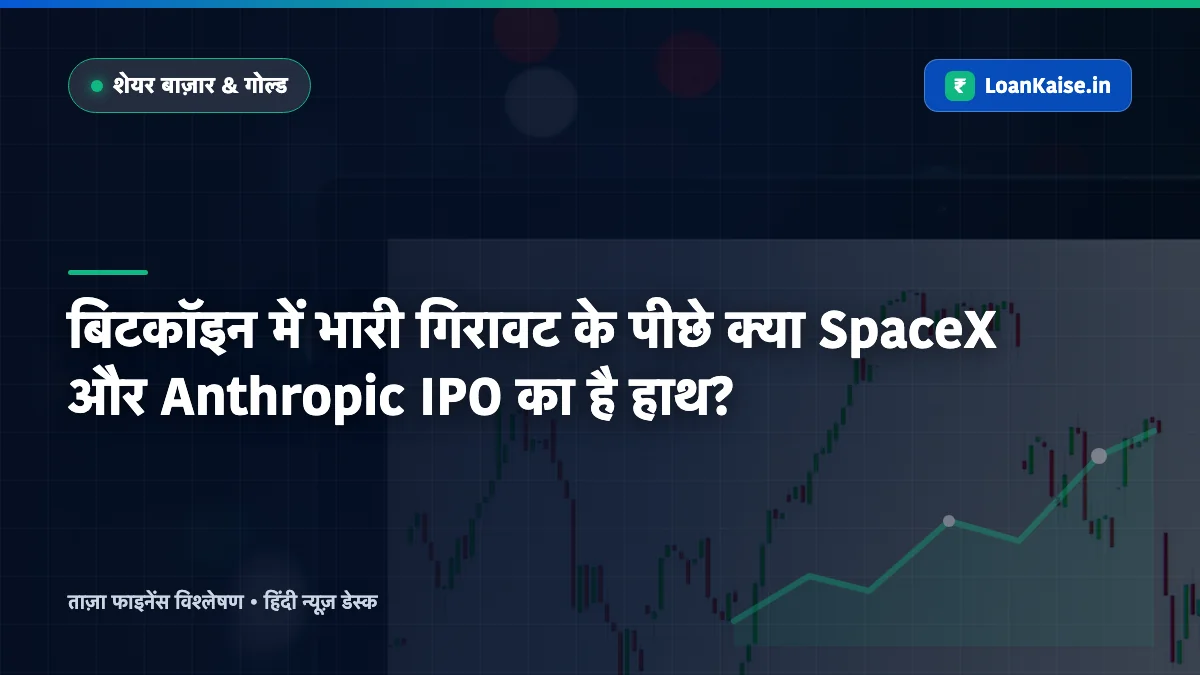 शेयर बाज़ार & गोल्ड
₹ LoanKaise.in
बिटकॉइन में भारी गिरावट के पीछे क्या SpaceX
और Anthropic IPO का है हाथ?
ताज़ा फाइनेंस विश्लेषण • हिंदी न्यूज़ डेस्क